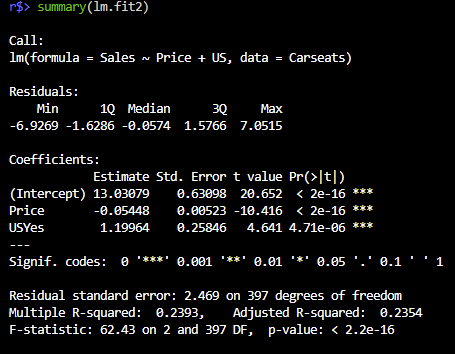 r$> summary(lm.fit2)

Call:
lm(formula = Sales ~ Price + US, data = Carseats)

Residuals:
    Min      1Q  Median      3Q     Max
-6.9269 -1.6286 -0.0574  1.5766  7.0515

Coefficients:
            Estimate Std. Error t value Pr(>|t|)
(Intercept) 13.03079    0.63098  20.652  < 2e-16 ***
Price       -0.05448    0.00523 -10.416  < 2e-16 ***
USYes        1.19964    0.25846   4.641 4.71e-06 ***
---
Signif. codes:  0 '***' 0.001 '**' 0.01 '*' 0.05 '.' 0.1 ' ' 1

Residual standard error: 2.469 on 397 degrees of freedom
Multiple R-squared:  0.2393,    Adjusted R-squared:  0.2354
F-statistic: 62.43 on 2 and 397 DF,  p-value: < 2.2e-16